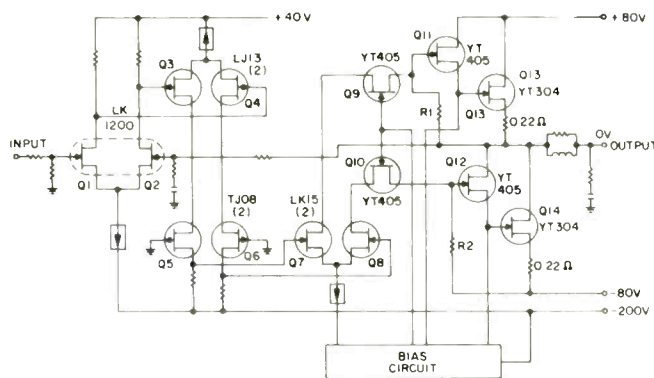 +40V
+80V
Q11
YT
405
YT405
LJ13
(2)
Q3
Q4
Q9
LK
1200
Q13
Q13
YT304
R1
0.22Ω
INPUT
0V
OUTPUT
Q1
Q2
Q10
Q12
YT
405
YT405
TJ08
(2)
LK15
(2)
Q14
YT304
Q5
Q6
Q7
Q8
R2
0.22Ω
-80V
-200V
BIAS
CIRCUIT